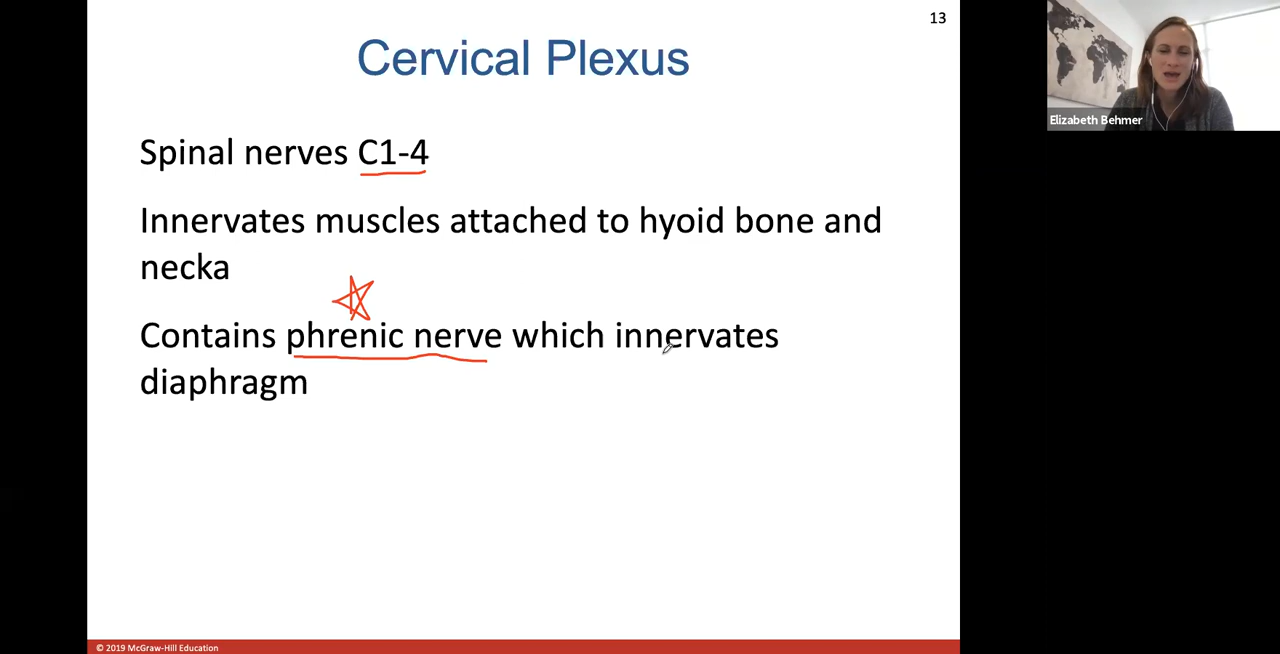 13
Cervical Plexus
Elizabeth Behmer
Spinal nerves C1-4
Innervates muscles attached to hyoid bone and
necka
Contains phrenic nerve which innervates
diaphragm
© 2019 McGraw-Hill Education